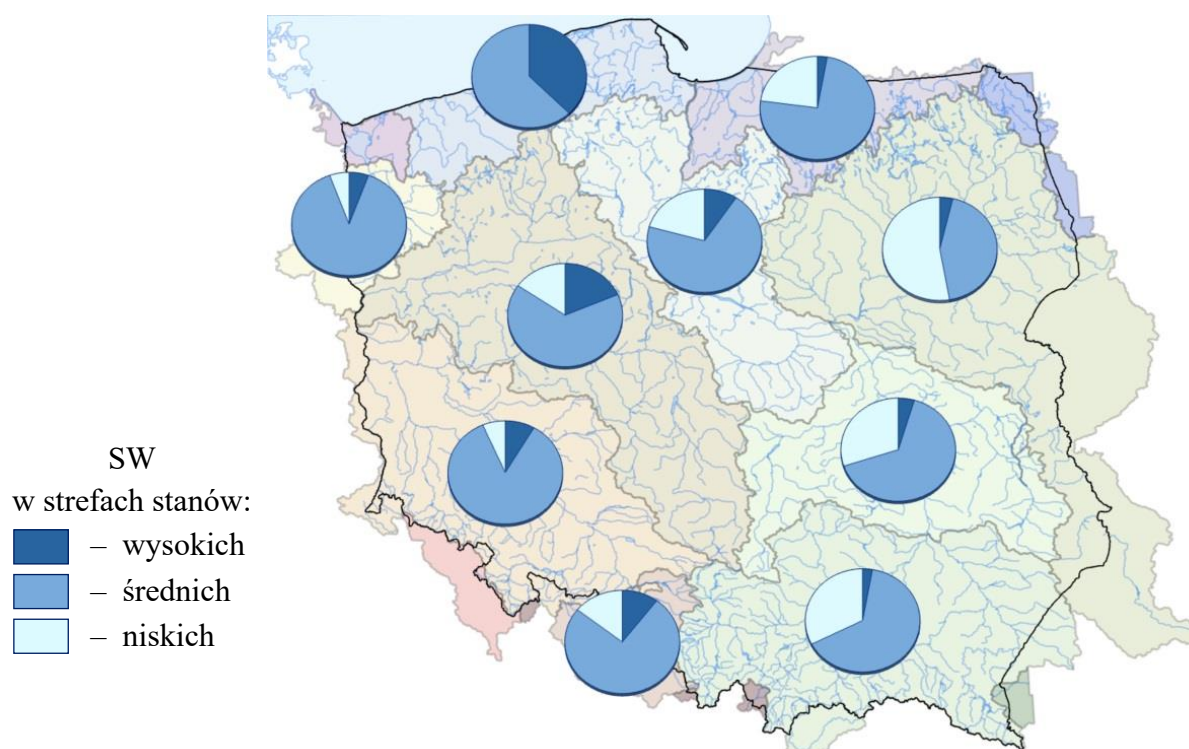 SW
w strefach stanów:
– wysokich
– średnich
– niskich